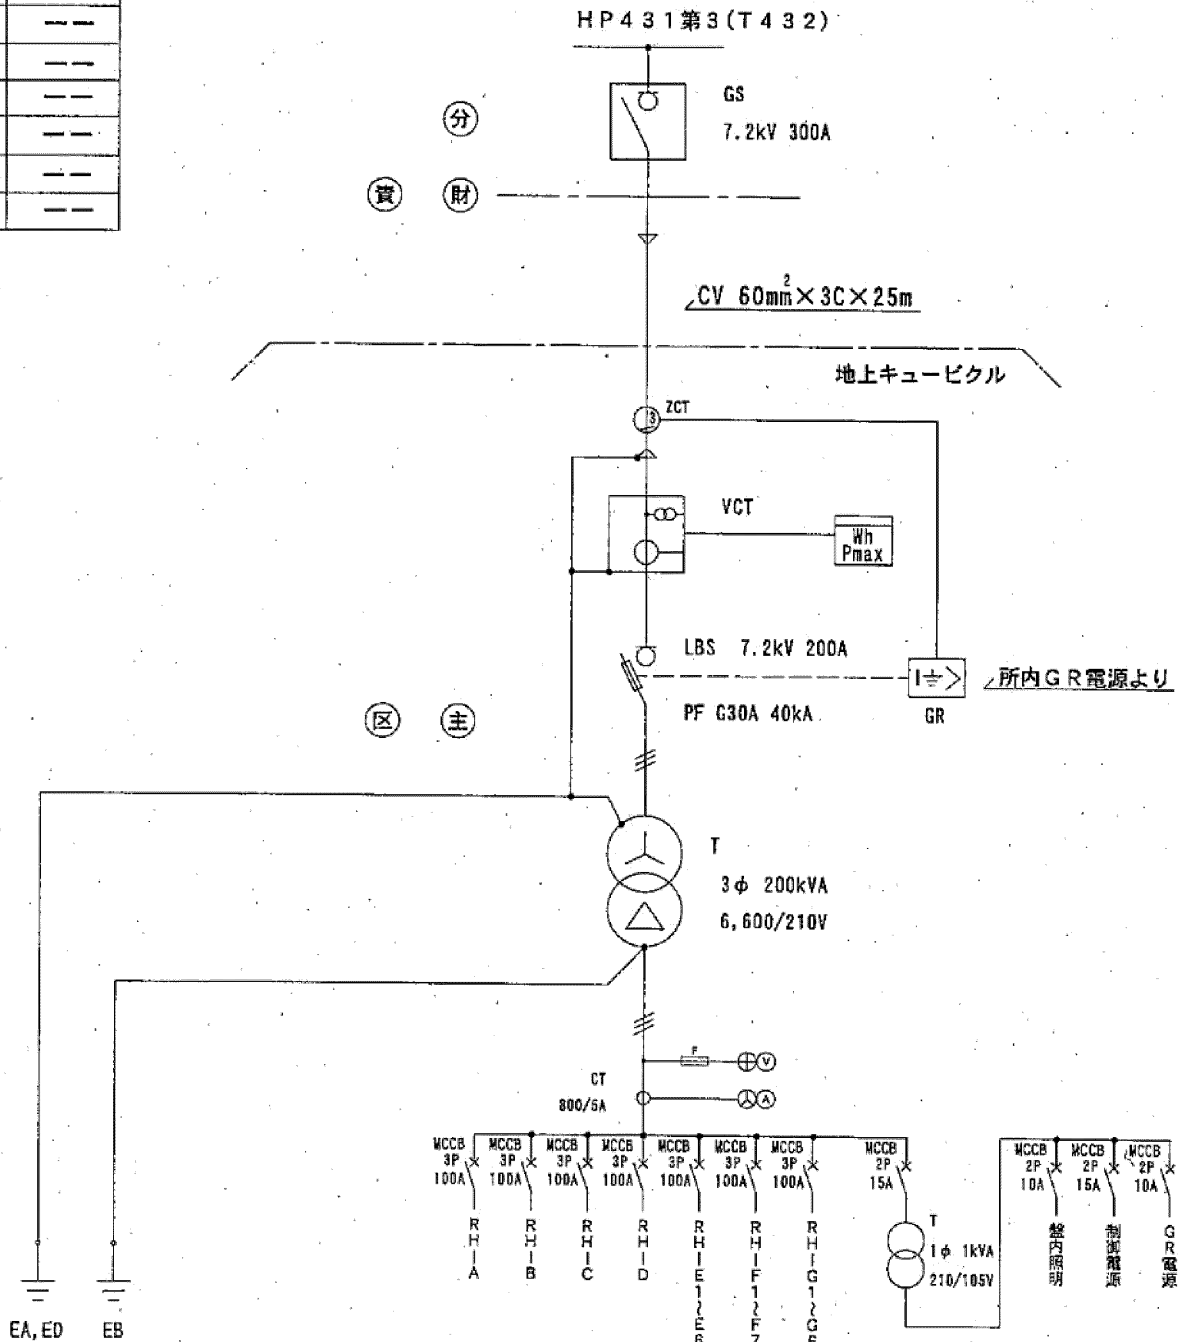 HP431第3(T432)
GS
7.2kV 300A
分
責 財
CV 60mm2×3C×25m
地上キュービクル
ZCT
3
VCT
Wh
Pmax
LBS 7.2kV 200A
I
所内GR電源より
PF G30A 40kA
GR
区 主
T
3φ 200kVA
6,600/210V
F
V
CT
800/5A
A
MCCB
3P
100A
RH-A
MCCB
3P
100A
RH-B
MCCB
3P
100A
RH-C
MCCB
3P
100A
RH-D
MCCB
3P
100A
RH-E1~E6
MCCB
3P
100A
RH-F1~F7
MCCB
3P
100A
RH-G1~G6
MCCB
2P
15A
T
1φ 1kVA
210/105V
MCCB
2P
10A
盤内照明
MCCB
2P
15A
制御電源
MCCB
2P
10A
GR電源
EA,ED
EB